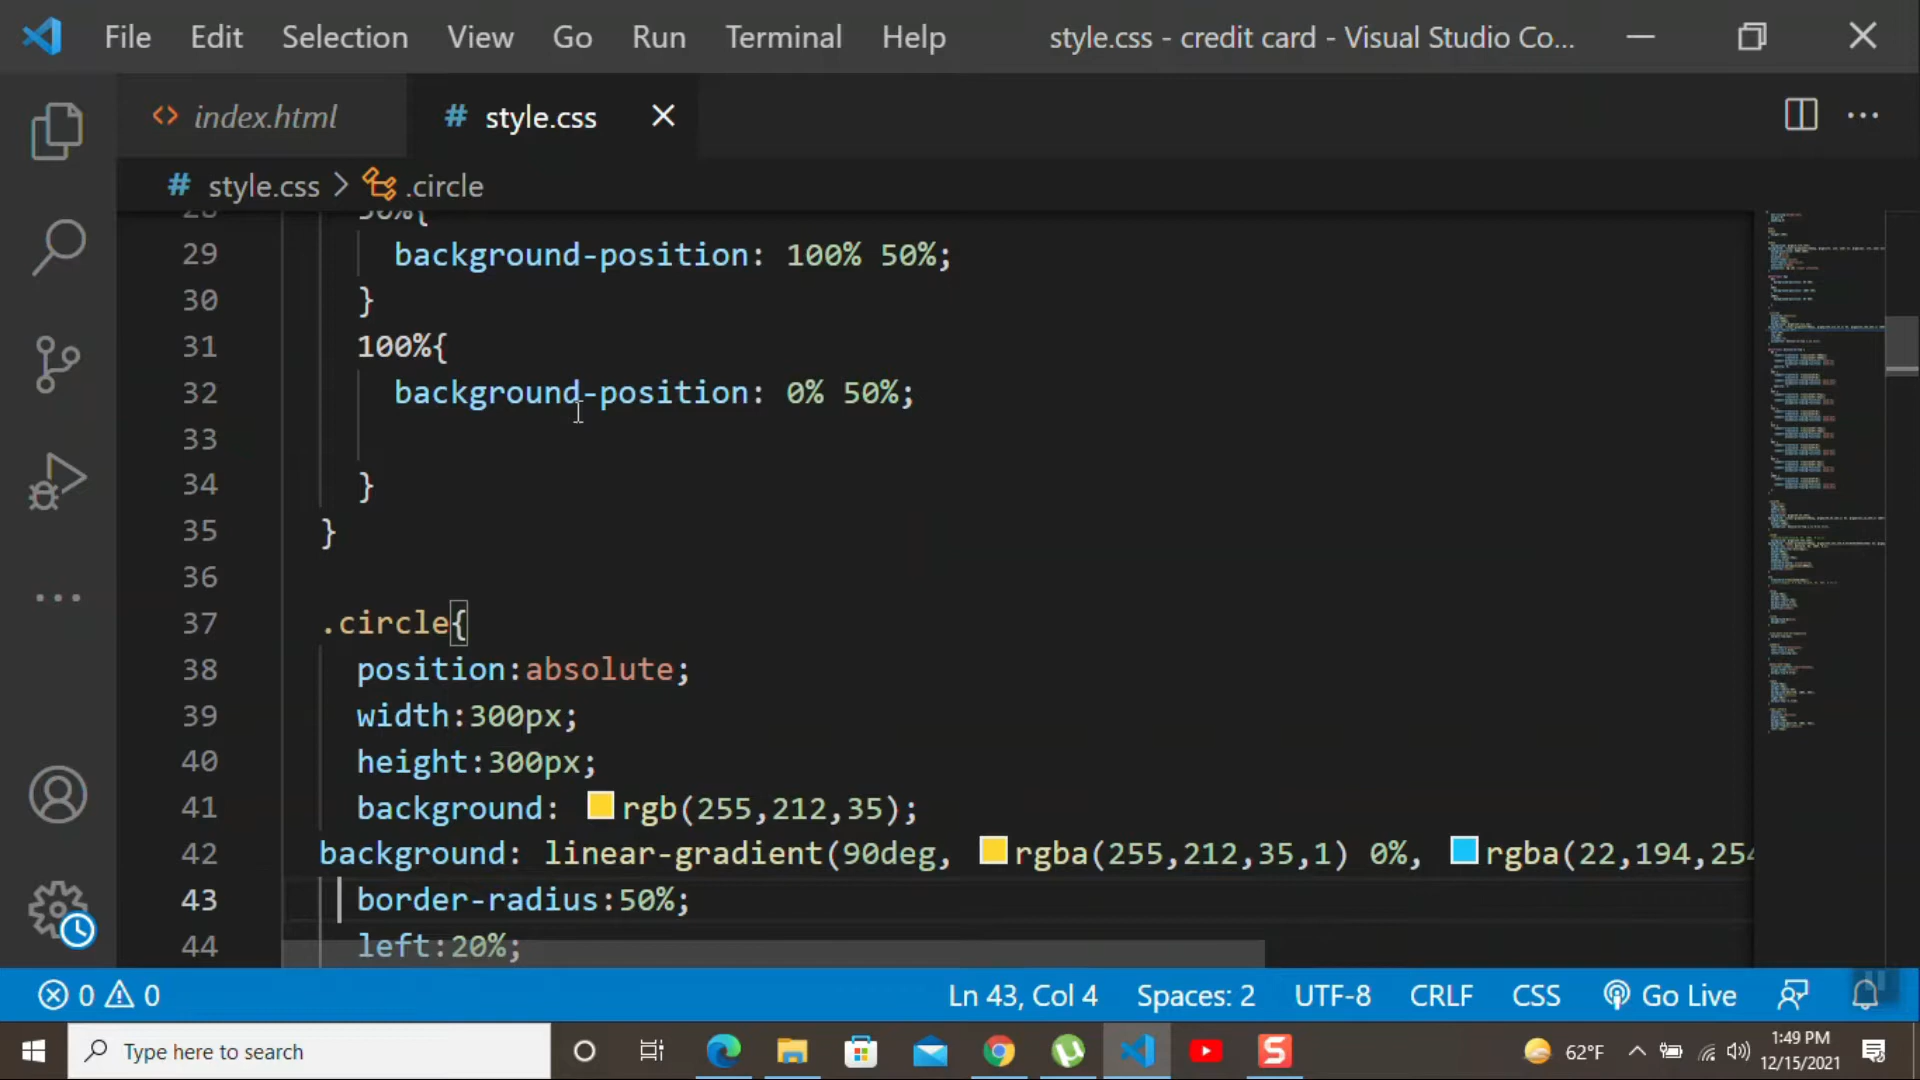 File Edit Selection View Go Run Terminal Help style.css - credit card - Visual Studio Co...
index.html # style.css
# style.css > .circle
28 50%{
29 background-position: 100% 50%;
30 }
31 100%{
32 background-position: 0% 50%;
33
34 }
35 }
36
37 .circle{
38 position:absolute;
39 width:300px;
40 height:300px;
41 background: rgb(255,212,35);
42 background: linear-gradient(90deg, rgba(255,212,35,1) 0%, rgba(22,194,254
43 border-radius:50%;
44 left:20%;
0 0 Ln 43, Col 4 Spaces: 2 UTF-8 CRLF CSS Go Live
Type here to search 62°F 1:49 PM
12/15/2021